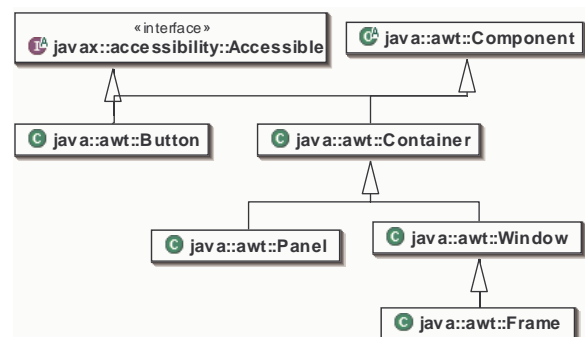 «interface»
javax::accessibility::Accessible
java::awt::Component
java::awt::Button
java::awt::Container
java::awt::Panel
java::awt::Window
java::awt::Frame